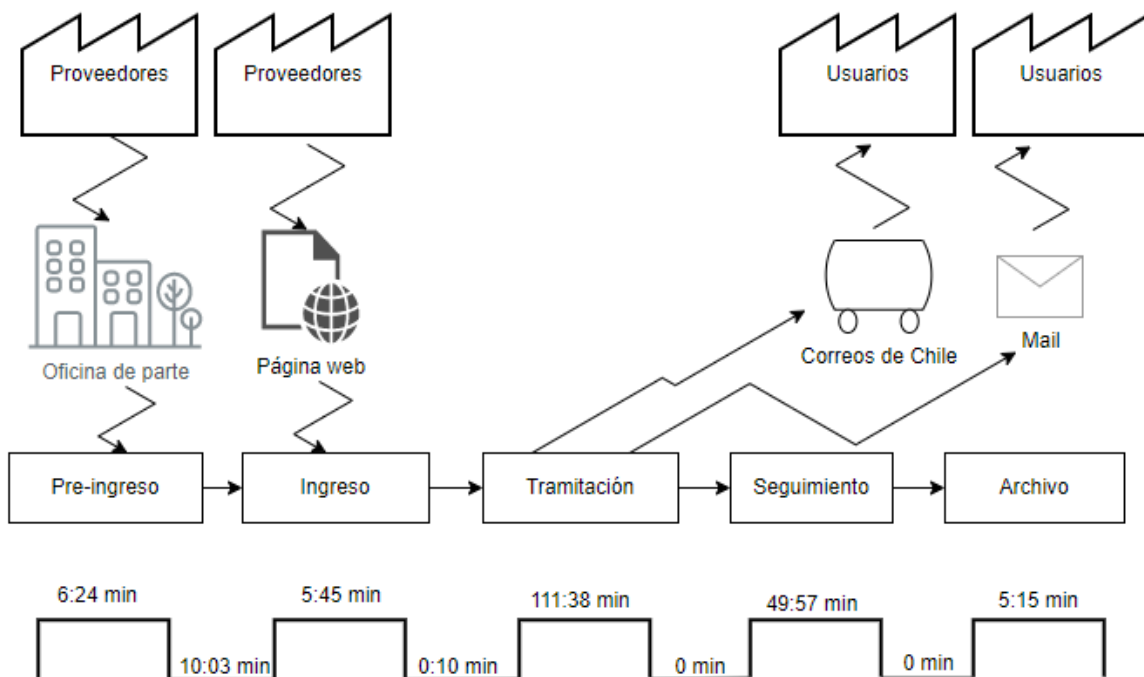 Proveedores
Proveedores
Usuarios
Usuarios
Oficina de parte
Página web
Correos de Chile
Mail
Pre-ingreso
Ingreso
Tramitación
Seguimiento
Archivo
6:24 min
5:45 min
111:38 min
49:57 min
5:15 min
10:03 min
0:10 min
0 min
0 min